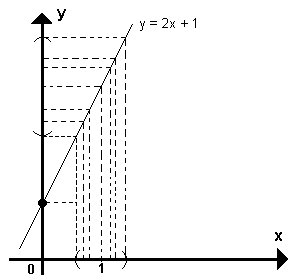 y
y = 2x + 1
x
0
1